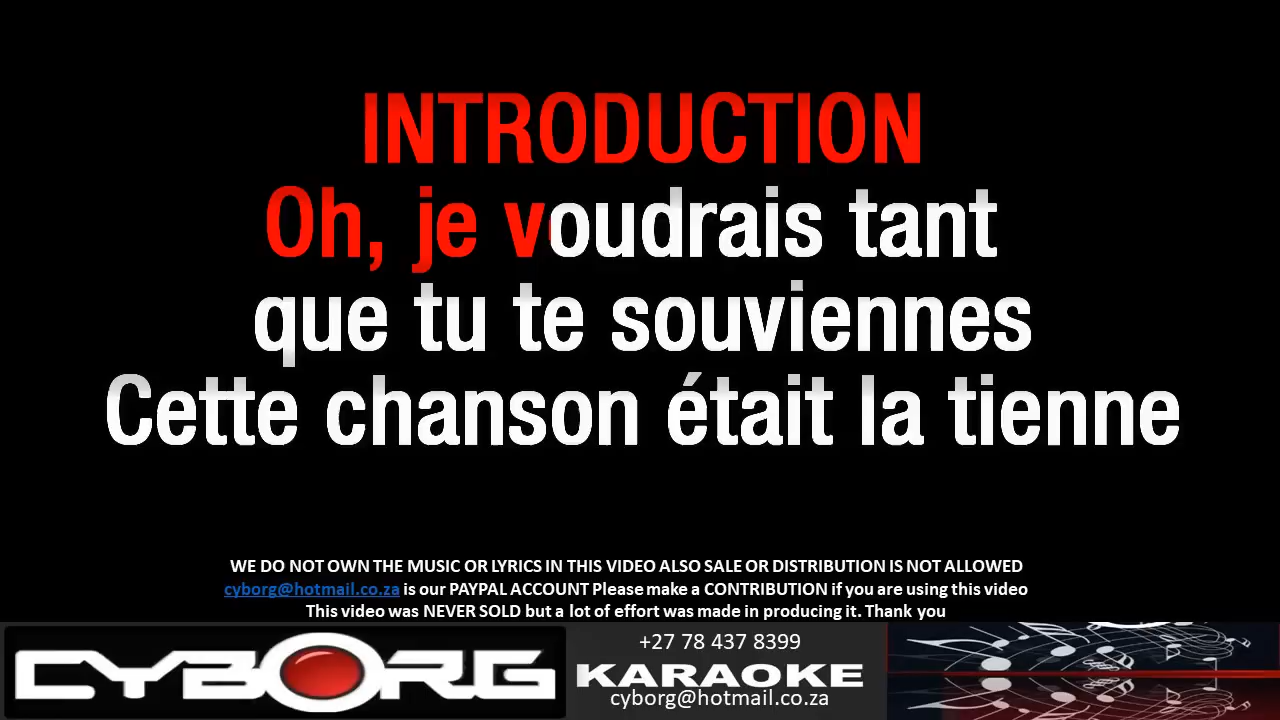 INTRODUCTION
Oh, je voudrais tant
que tu te souviennes
Cette chanson était la tienne
WE DO NOT OWN THE MUSIC OR LYRICS IN THIS VIDEO ALSO SALE OR DISTRIBUTION IS NOT ALLOWED
cyborg@hotmail.co.za is our PAYPAL ACCOUNT Please make a CONTRIBUTION if you are using this video
This video was NEVER SOLD but a lot of effort was made in producing it. Thank you
CYBORG
+27 78 437 8399
KARAOKE
cyborg@hotmail.co.za